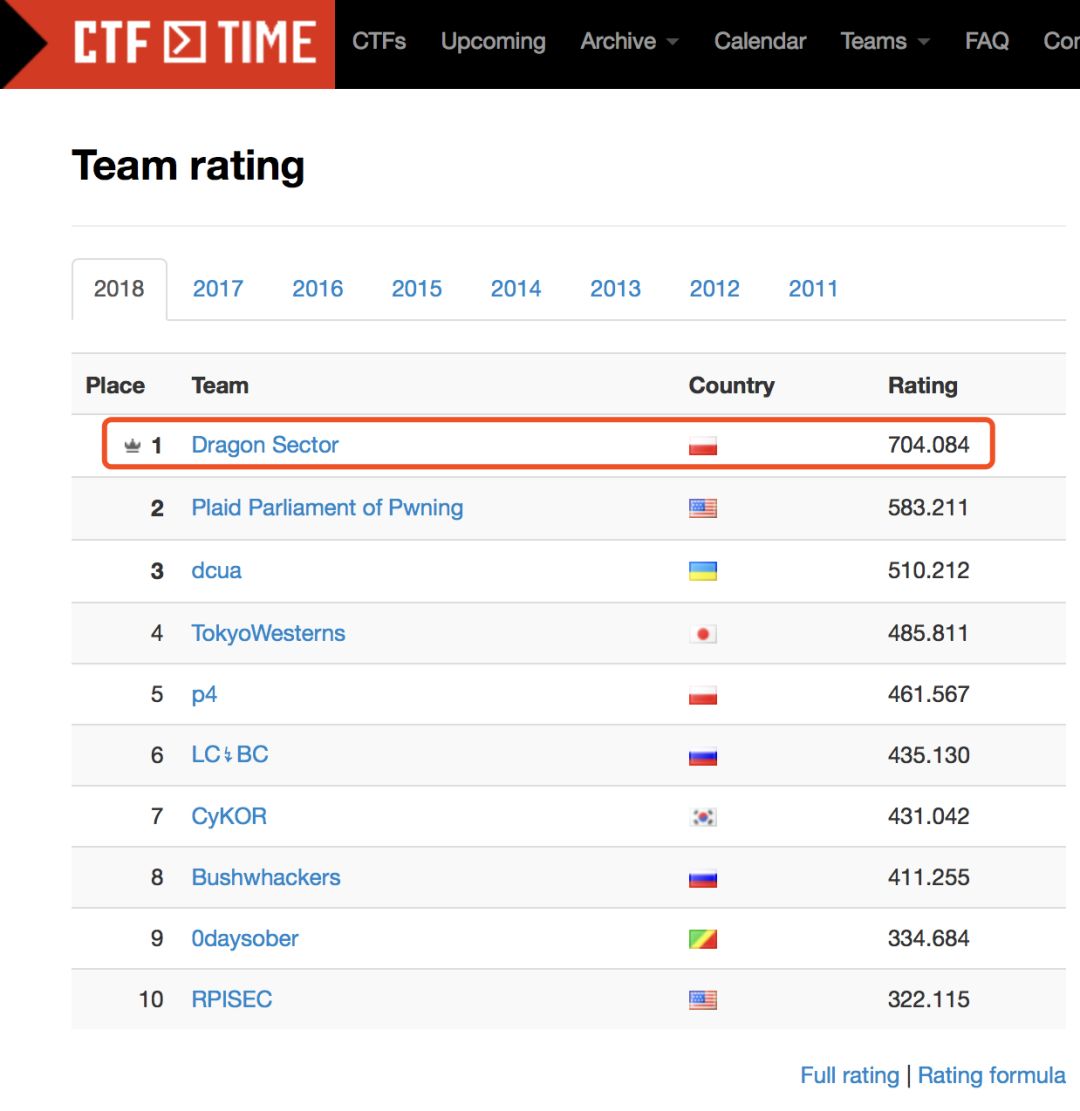 CTF TIME CTFs Upcoming Archive Calendar Teams FAQ Con
Team rating
2018 2017 2016 2015 2014 2013 2012 2011
Place Team Country Rating
1 Dragon Sector 704.084
2 Plaid Parliament of Pwning 583.211
3 dcua 510.212
4 TokyoWesterns 485.811
5 p4 461.567
6 LC↯BC 435.130
7 CyKOR 431.042
8 Bushwhackers 411.255
9 0daysober 334.684
10 RPISEC 322.115
Full rating | Rating formula